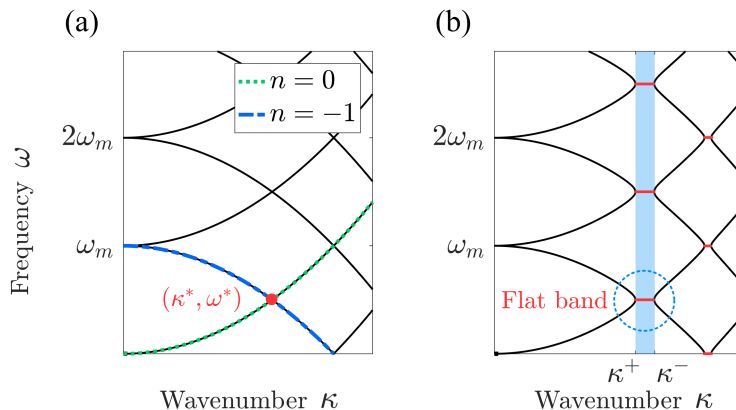 (a)
n = 0
n = −1
2ω_m
ω_m
Frequency ω
(κ*, ω*)
Wavenumber κ
(b)
2ω_m
ω_m
Flat band
κ⁺ κ⁻
Wavenumber κ